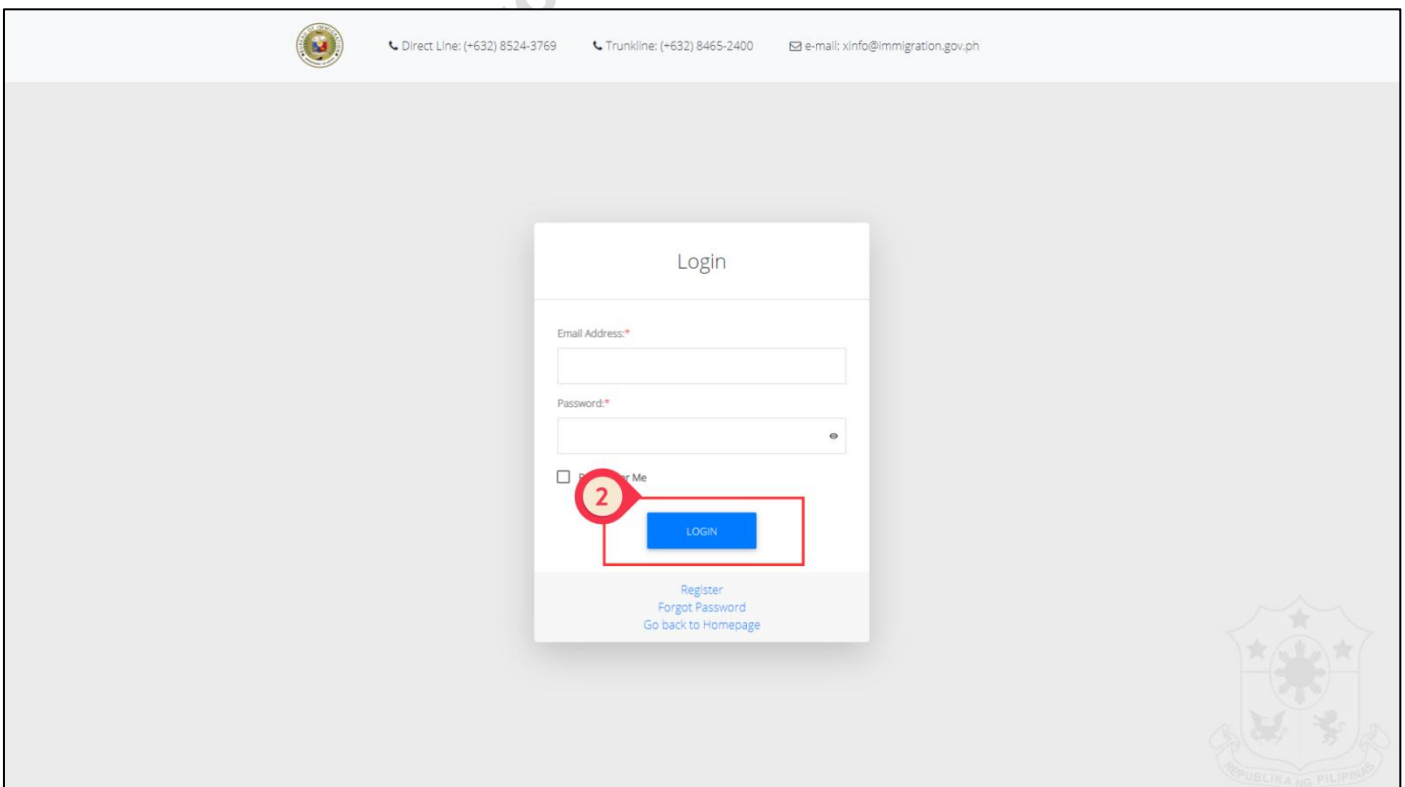 Direct Line: (+632) 8524-3769 Trunkline: (+632) 8465-2400 e-mail: xinfo@immigration.gov.ph
Login
Email Address:*
Password:*
Me
2
LOGIN
Register
Forgot Password
Go back to Homepage
REPUBLIKA NG PILIPINAS